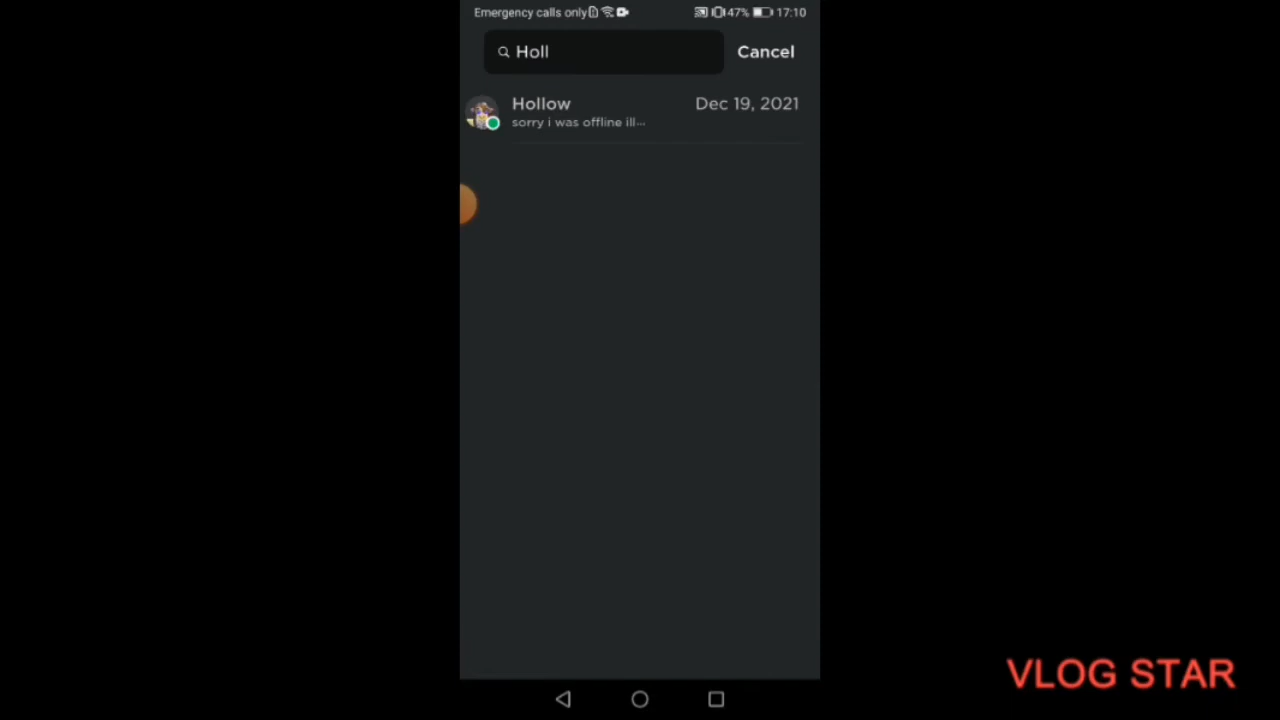 Emergency calls only 47% 17:10
Holl Cancel
Hollow Dec 19, 2021
sorry i was offline ill...
VLOG STAR